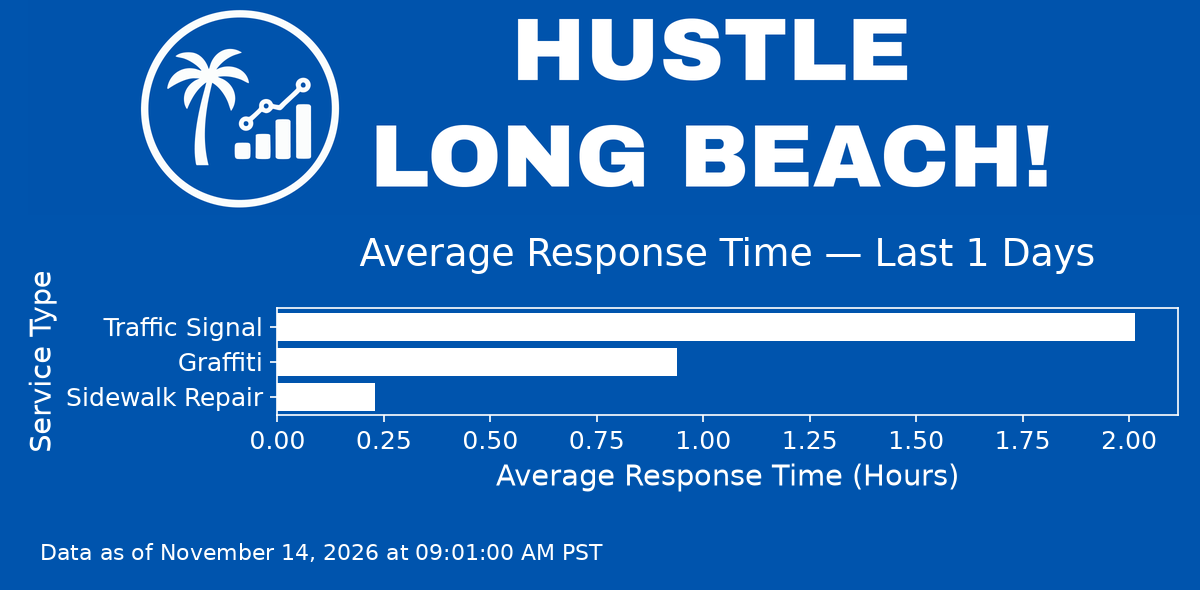 HUSTLE
LONG BEACH!
Average Response Time — Last 1 Days
Service Type
Traffic Signal
Graffiti
Sidewalk Repair
0.00 0.25 0.50 0.75 1.00 1.25 1.50 1.75 2.00
Average Response Time (Hours)
Data as of November 14, 2026 at 09:01:00 AM PST